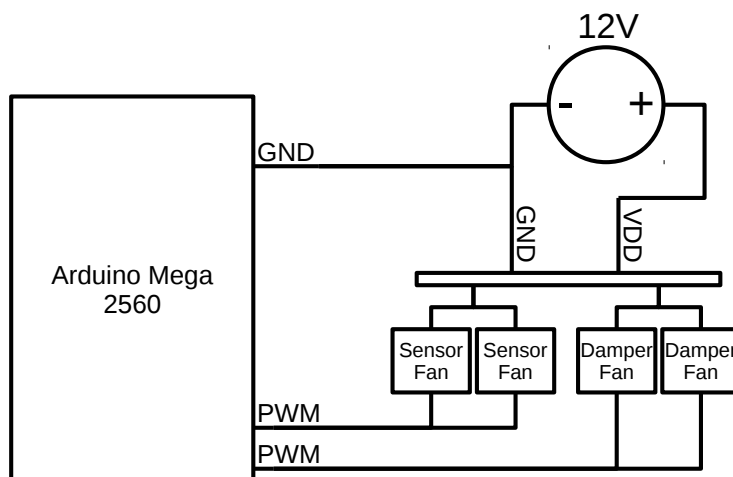 12V
- +
GND
GND
VDD
Arduino Mega
2560
Sensor
Fan
Sensor
Fan
Damper
Fan
Damper
Fan
PWM
PWM